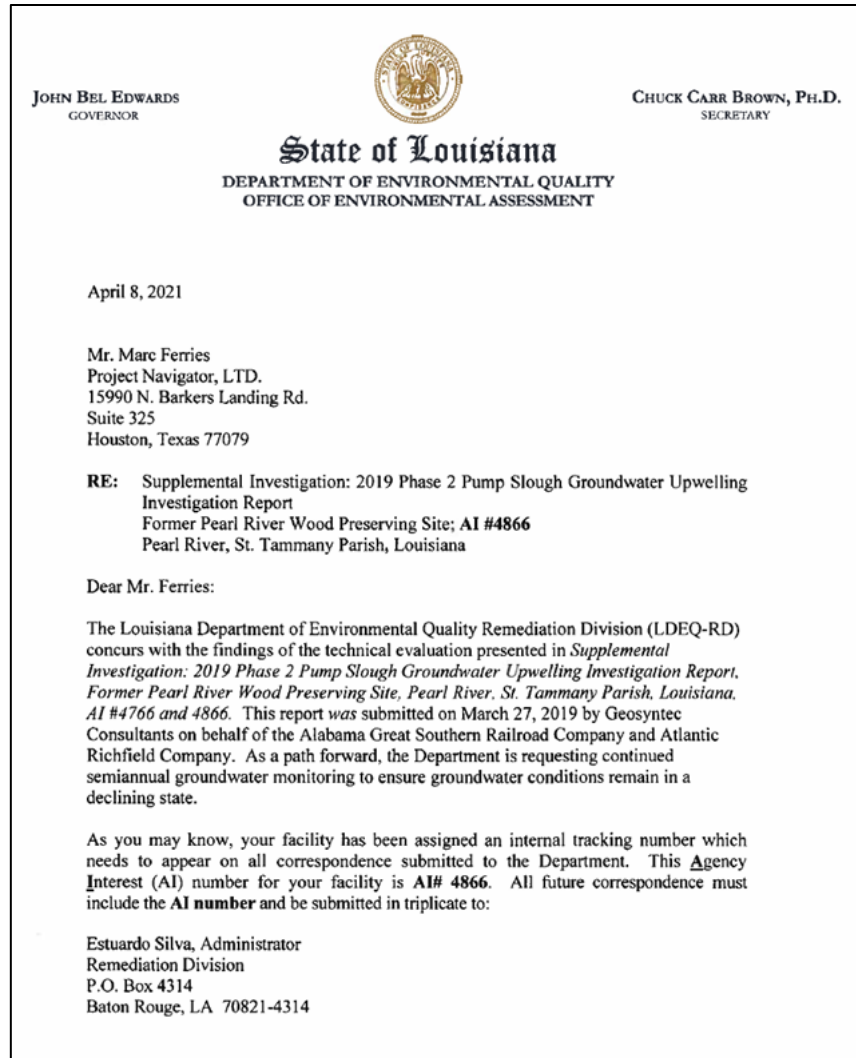 JOHN BEL EDWARDS
GOVERNOR
STATE OF LOUISIANA
CHUCK CARR BROWN, PH.D.
SECRETARY
State of Louisiana
DEPARTMENT OF ENVIRONMENTAL QUALITY
OFFICE OF ENVIRONMENTAL ASSESSMENT
April 8, 2021
Mr. Marc Ferries
Project Navigator, LTD.
15990 N. Barkers Landing Rd.
Suite 325
Houston, Texas 77079
RE: Supplemental Investigation: 2019 Phase 2 Pump Slough Groundwater Upwelling
Investigation Report
Former Pearl River Wood Preserving Site; AI #4866
Pearl River, St. Tammany Parish, Louisiana
Dear Mr. Ferries:
The Louisiana Department of Environmental Quality Remediation Division (LDEQ-RD)
concurs with the findings of the technical evaluation presented in Supplemental
Investigation: 2019 Phase 2 Pump Slough Groundwater Upwelling Investigation Report,
Former Pearl River Wood Preserving Site, Pearl River, St. Tammany Parish, Louisiana,
AI #4766 and 4866. This report was submitted on March 27, 2019 by Geosyntec
Consultants on behalf of the Alabama Great Southern Railroad Company and Atlantic
Richfield Company. As a path forward, the Department is requesting continued
semiannual groundwater monitoring to ensure groundwater conditions remain in a
declining state.
As you may know, your facility has been assigned an internal tracking number which
needs to appear on all correspondence submitted to the Department. This Agency
Interest (AI) number for your facility is AI# 4866. All future correspondence must
include the AI number and be submitted in triplicate to:
Estuardo Silva, Administrator
Remediation Division
P.O. Box 4314
Baton Rouge, LA 70821-4314